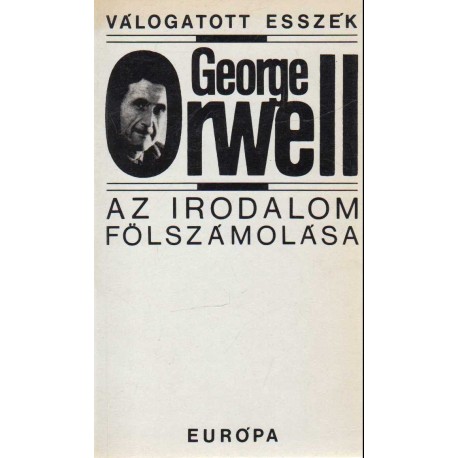 VÁLOGATOTT ESSZÉK
George
Orwell
AZ IRODALOM
FÖLSZÁMOLÁSA
EURÓPA